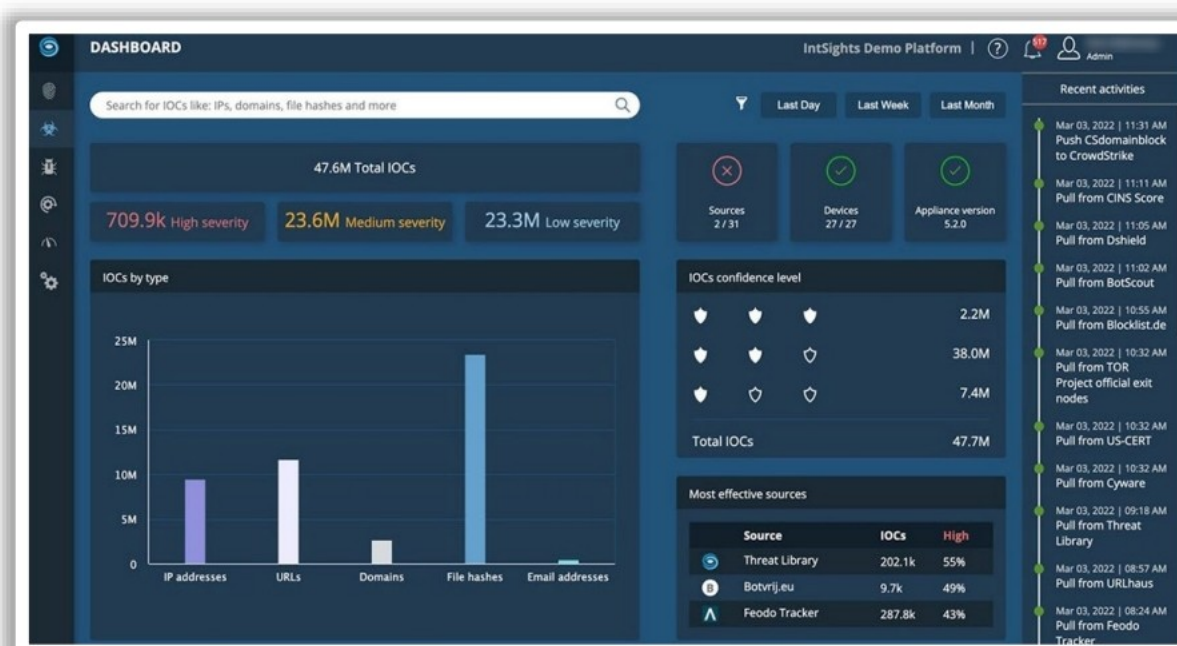 DASHBOARD
IntSights Demo Platform | ?
517
Admin
Search for IOCs like: IPs, domains, file hashes and more
Last Day
Last Week
Last Month
47.6M Total IOCs
709.9k High severity
23.6M Medium severity
23.3M Low severity
Sources
2 / 31
Devices
27 / 27
Appliance version
5.2.0
IOCs by type
25M
20M
15M
10M
5M
0
IP addresses
URLs
Domains
File hashes
Email addresses
IOCs confidence level
2.2M
38.0M
7.4M
Total IOCs 47.7M
Most effective sources
Source IOCs High
Threat Library 202.1k 55%
B Botvrij.eu 9.7k 49%
Feodo Tracker 287.8k 43%
Recent activities
Mar 03, 2022 | 11:31 AM
Push CSdomainblock
to CrowdStrike
Mar 03, 2022 | 11:11 AM
Pull from CINS Score
Mar 03, 2022 | 11:05 AM
Pull from Dshield
Mar 03, 2022 | 11:02 AM
Pull from BotScout
Mar 03, 2022 | 10:55 AM
Pull from Blocklist.de
Mar 03, 2022 | 10:32 AM
Pull from TOR
Project official exit
nodes
Mar 03, 2022 | 10:32 AM
Pull from US-CERT
Mar 03, 2022 | 10:32 AM
Pull from Cyware
Mar 03, 2022 | 09:18 AM
Pull from Threat
Library
Mar 03, 2022 | 08:57 AM
Pull from URLhaus
Mar 03, 2022 | 08:24 AM
Pull from Feodo
Tracker